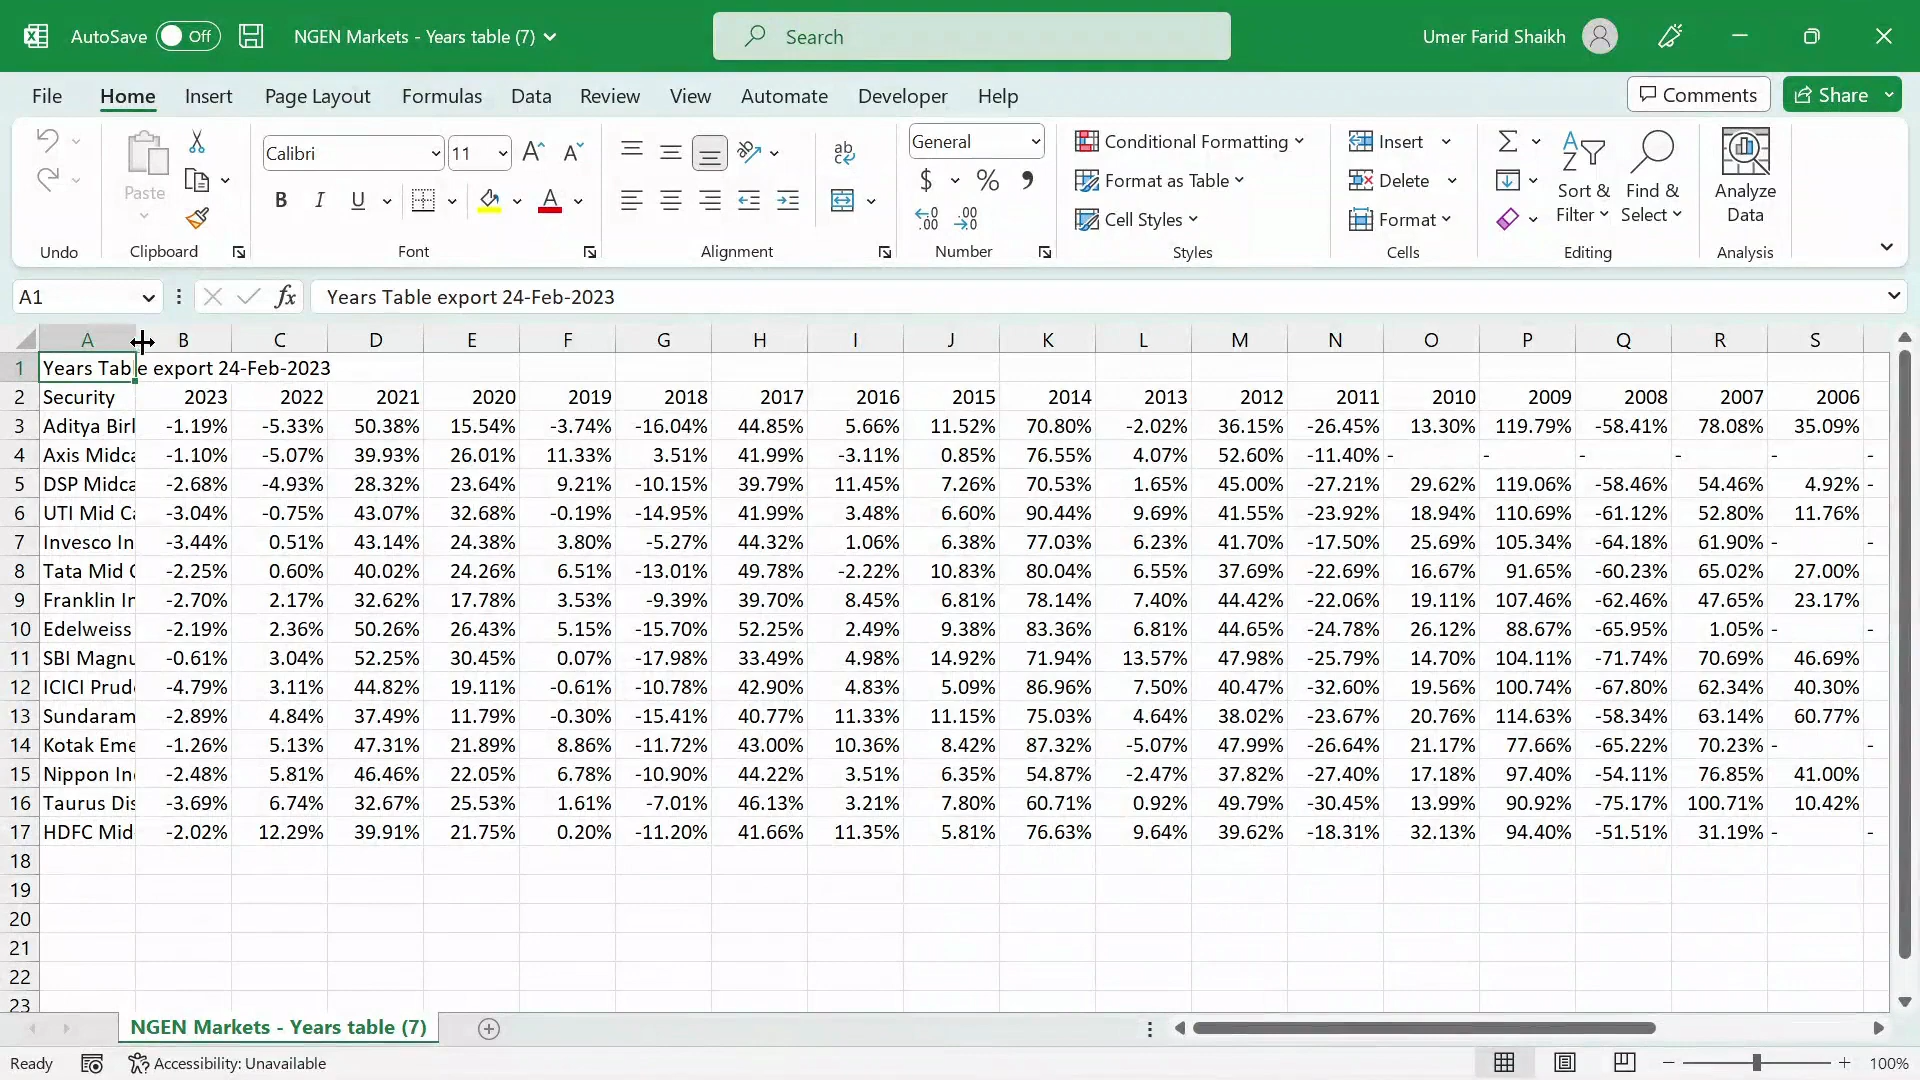 AutoSave Off NGEN Markets - Years table (7) Search Umer Farid Shaikh
File Home Insert Page Layout Formulas Data Review View Automate Developer Help Comments Share
Paste
Calibri 11
B I U
ab
General
$ % ,
Conditional Formatting
Format as Table
Cell Styles
Insert
Delete
Format
Sort & Filter
Find & Select
Analyze Data
Undo Clipboard Font Alignment Number Styles Cells Editing Analysis
A1 fx Years Table export 24-Feb-2023
A B C D E F G H I J K L M N O P Q R S
1 Years Table export 24-Feb-2023
2 Security 2023 2022 2021 2020 2019 2018 2017 2016 2015 2014 2013 2012 2011 2010 2009 2008 2007 2006
3 Aditya Birl -1.19% -5.33% 50.38% 15.54% -3.74% -16.04% 44.85% 5.66% 11.52% 70.80% -2.02% 36.15% -26.45% 13.30% 119.79% -58.41% 78.08% 35.09%
4 Axis Midca -1.10% -5.07% 39.93% 26.01% 11.33% 3.51% 41.99% -3.11% 0.85% 76.55% 4.07% 52.60% -11.40% - - - - - -
5 DSP Midca -2.68% -4.93% 28.32% 23.64% 9.21% -10.15% 39.79% 11.45% 7.26% 70.53% 1.65% 45.00% -27.21% 29.62% 119.06% -58.46% 54.46% 4.92% -
6 UTI Mid Ca -3.04% -0.75% 43.07% 32.68% -0.19% -14.95% 41.99% 3.48% 6.60% 90.44% 9.69% 41.55% -23.92% 18.94% 110.69% -61.12% 52.80% 11.76%
7 Invesco In -3.44% 0.51% 43.14% 24.38% 3.80% -5.27% 44.32% 1.06% 6.38% 77.03% 6.23% 41.70% -17.50% 25.69% 105.34% -64.18% 61.90% - -
8 Tata Mid C -2.25% 0.60% 40.02% 24.26% 6.51% -13.01% 49.78% -2.22% 10.83% 80.04% 6.55% 37.69% -22.69% 16.67% 91.65% -60.23% 65.02% 27.00%
9 Franklin In -2.70% 2.17% 32.62% 17.78% 3.53% -9.39% 39.70% 8.45% 6.81% 78.14% 7.40% 44.42% -22.06% 19.11% 107.46% -62.46% 47.65% 23.17%
10 Edelweiss -2.19% 2.36% 50.26% 26.43% 5.15% -15.70% 52.25% 2.49% 9.38% 83.36% 6.81% 44.65% -24.78% 26.12% 88.67% -65.95% 1.05% - -
11 SBI Magnu -0.61% 3.04% 52.25% 30.45% 0.07% -17.98% 33.49% 4.98% 14.92% 71.94% 13.57% 47.98% -25.79% 14.70% 104.11% -71.74% 70.69% 46.69%
12 ICICI Prude -4.79% 3.11% 44.82% 19.11% -0.61% -10.78% 42.90% 4.83% 5.09% 86.96% 7.50% 40.47% -32.60% 19.56% 100.74% -67.80% 62.34% 40.30%
13 Sundaram -2.89% 4.84% 37.49% 11.79% -0.30% -15.41% 40.77% 11.33% 11.15% 75.03% 4.64% 38.02% -23.67% 20.76% 114.63% -58.34% 63.14% 60.77%
14 Kotak Eme -1.26% 5.13% 47.31% 21.89% 8.86% -11.72% 43.00% 10.36% 8.42% 87.32% -5.07% 47.99% -26.64% 21.17% 77.66% -65.22% 70.23% - -
15 Nippon In -2.48% 5.81% 46.46% 22.05% 6.78% -10.90% 44.22% 3.51% 6.35% 54.87% -2.47% 37.82% -27.40% 17.18% 97.40% -54.11% 76.85% 41.00%
16 Taurus Dis -3.69% 6.74% 32.67% 25.53% 1.61% -7.01% 46.13% 3.21% 7.80% 60.71% 0.92% 49.79% -30.45% 13.99% 90.92% -75.17% 100.71% 10.42%
17 HDFC Mid -2.02% 12.29% 39.91% 21.75% 0.20% -11.20% 41.66% 11.35% 5.81% 76.63% 9.64% 39.62% -18.31% 32.13% 94.40% -51.51% 31.19% - -
18
19
20
21
22
23
NGEN Markets - Years table (7)
Ready Accessibility: Unavailable 100%